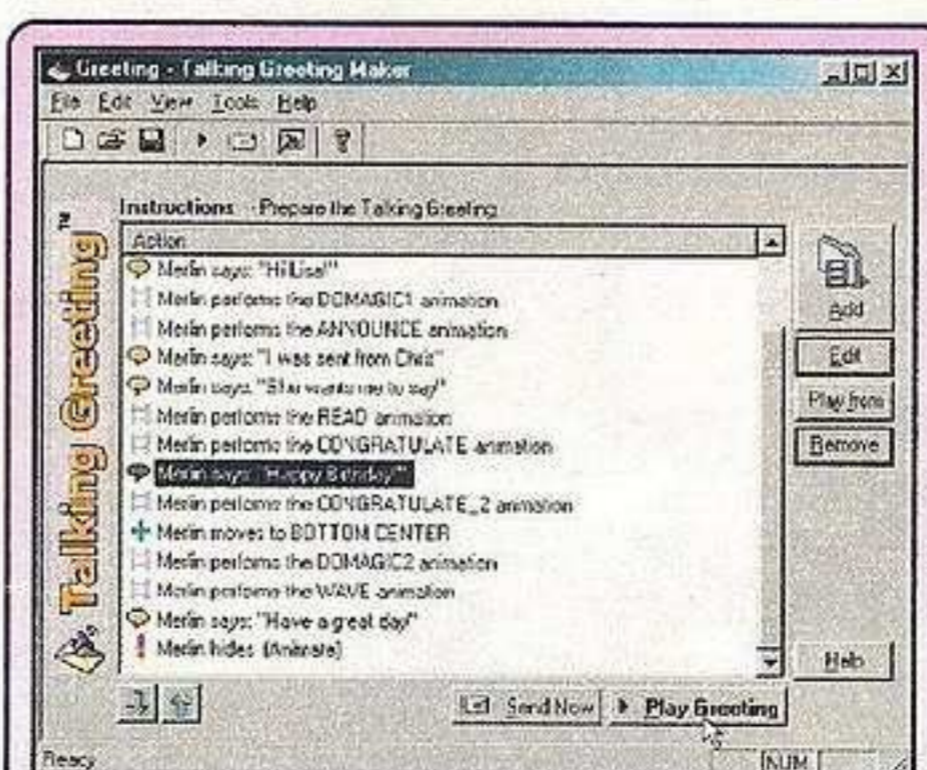 Greeting - Talking Greeting Maker
File Edit View Tools Help
Instructions - Prepare the Talking Greeting
Talking Greeting™
Action
Merlin says: "Hi Lisa!"
Merlin performs the DOMAGIC1 animation
Merlin performs the ANNOUNCE animation
Merlin says: "I was sent from Chris"
Merlin says: "She wants me to say"
Merlin performs the READ animation
Merlin performs the CONGRATULATE animation
Merlin says: "Happy Birthday!"
Merlin performs the CONGRATULATE_2 animation
Merlin moves to BOTTOM CENTER
Merlin performs the DOMAGIC2 animation
Merlin performs the WAVE animation
Merlin says: "Have a great day"
Merlin hides (Animate)
Add
Edit
Play from
Remove
Help
Send Now
Play Greeting
Ready
NUM